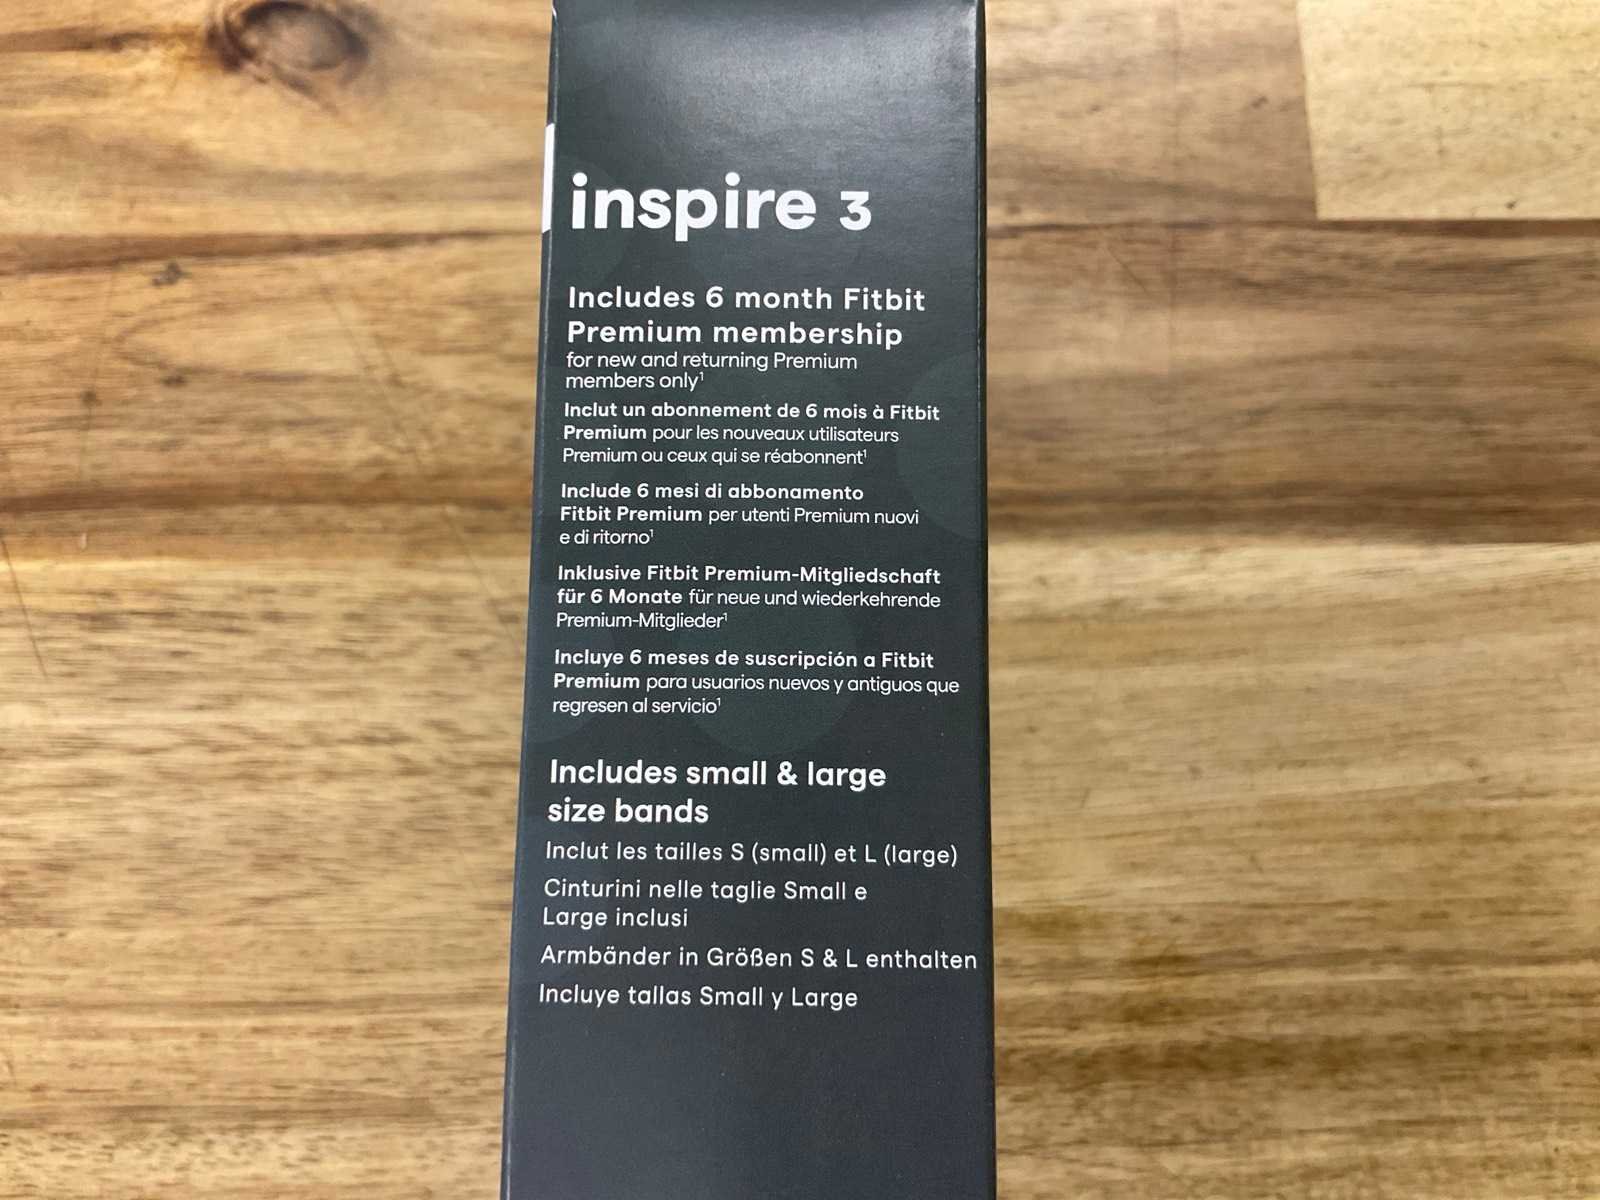 inspire 3
Includes 6 month Fitbit
Premium membership
for new and returning Premium
members only¹
Inclut un abonnement de 6 mois à Fitbit
Premium pour les nouveaux utilisateurs
Premium ou ceux qui se réabonnent¹
Include 6 mesi di abbonamento
Fitbit Premium per utenti Premium nuovi
e di ritorno¹
Inklusive Fitbit Premium-Mitgliedschaft
für 6 Monate für neue und wiederkehrende
Premium-Mitglieder¹
Incluye 6 meses de suscripción a Fitbit
Premium para usuarios nuevos y antiguos que
regresen al servicio¹
Includes small & large
size bands
Inclut les tailles S (small) et L (large)
Cinturini nelle taglie Small e
Large inclusi
Armbänder in Größen S & L enthalten
Incluye tallas Small y Large